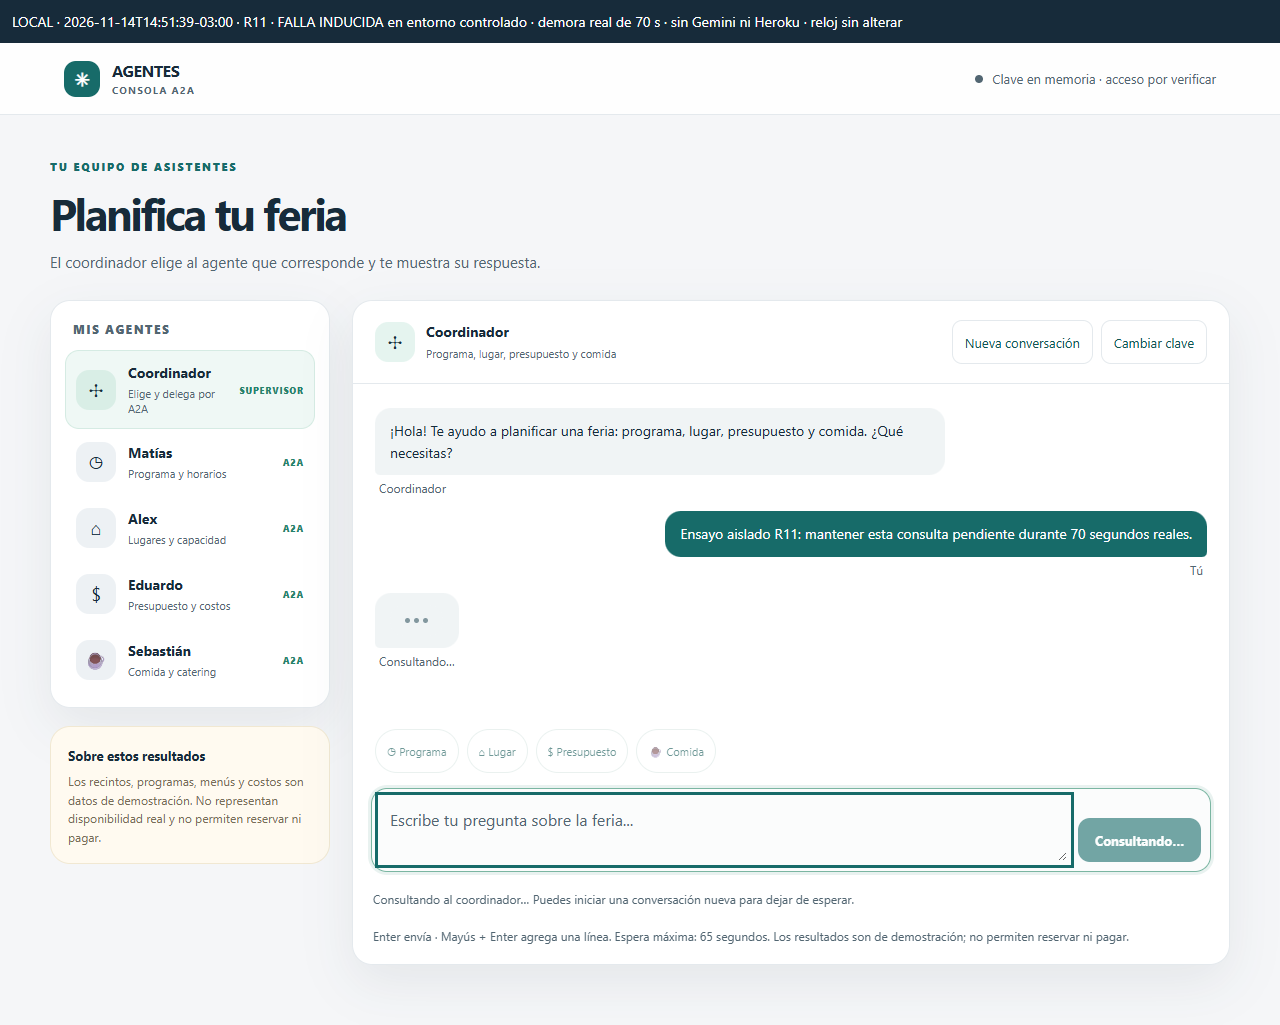 LOCAL · 2026-11-14T14:51:39-03:00 · R11 · FALLA INDUCIDA en entorno controlado · demora real de 70 s · sin Gemini ni Heroku · reloj sin alterar
AGENTES
CONSOLA A2A
Clave en memoria · acceso por verificar
TU EQUIPO DE ASISTENTES
Planifica tu feria
El coordinador elige al agente que corresponde y te muestra su respuesta.
MIS AGENTES
Coordinador
Elige y delega por
A2A
SUPERVISOR
Matías
Programa y horarios
A2A
Alex
Lugares y capacidad
A2A
$
Eduardo
Presupuesto y costos
A2A
Sebastián
Comida y catering
A2A
Sobre estos resultados
Los recintos, programas, menús y costos son
datos de demostración. No representan
disponibilidad real y no permiten reservar ni
pagar.
Coordinador
Programa, lugar, presupuesto y comida
Nueva conversación
Cambiar clave
¡Hola! Te ayudo a planificar una feria: programa, lugar, presupuesto y comida. ¿Qué
necesitas?
Coordinador
Ensayo aislado R11: mantener esta consulta pendiente durante 70 segundos reales.
Tú
Consultando...
Programa
Lugar
$ Presupuesto
Comida
Escribe tu pregunta sobre la feria...
Consultando...
Consultando al coordinador... Puedes iniciar una conversación nueva para dejar de esperar.
Enter envía · Mayús + Enter agrega una línea. Espera máxima: 65 segundos. Los resultados son de demostración; no permiten reservar ni pagar.